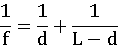 1/f = 1/d + 1/(L − d)